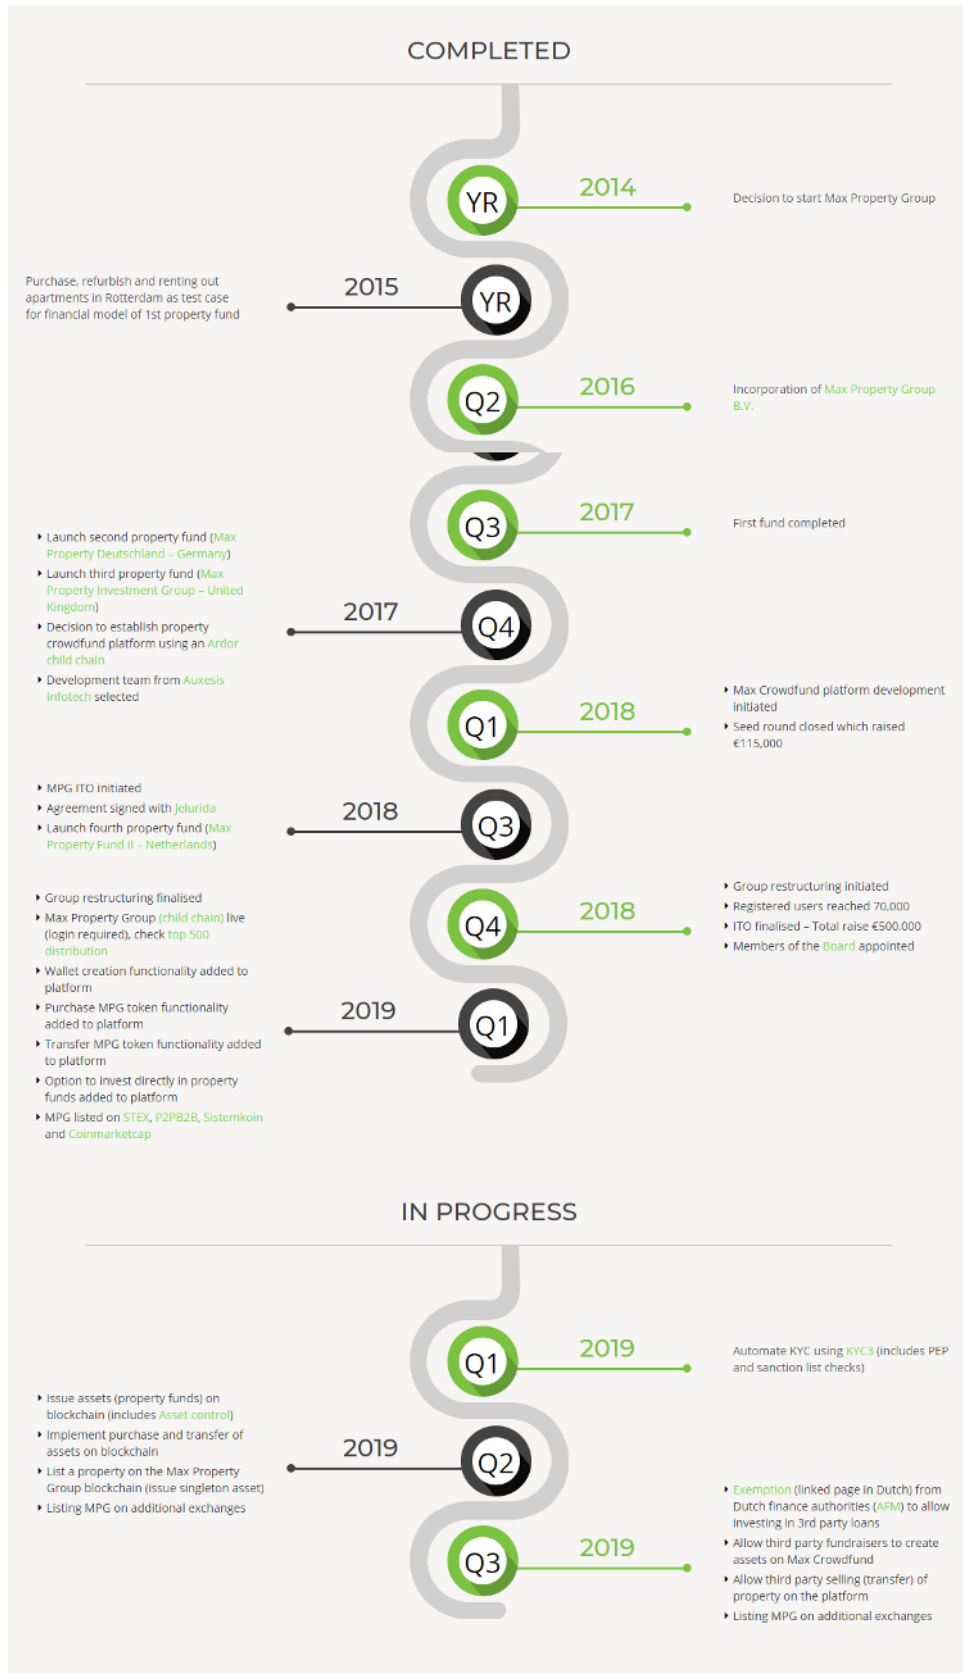 COMPLETED
YR
2014
Decision to start Max Property Group
Purchase, refurbish and renting out
apartments in Rotterdam as test case
for financial model of 1st property fund
2015
YR
Q2
2016
Incorporation of Max Property Group
B.V.
Q3
2017
First fund completed
Launch second property fund (Max
Property Deutschland – Germany)
Launch third property fund (Max
Property Investment Group – United
Kingdom)
Decision to establish property
crowdfund platform using an Ardor
child chain
Development team from Auxesis
Infotech selected
2017
Q4
Q1
2018
Max Crowdfund platform development
initiated
Seed round closed which raised
€115,000
MPG ITO initiated
Agreement signed with Jelurida
Launch fourth property fund (Max
Property Fund II – Netherlands)
2018
Q3
Q4
2018
Group restructuring initiated
Registered users reached 70,000
ITO finalised – Total raise €500,000
Members of the Board appointed
Group restructuring finalised
Max Property Group (child chain) live
(login required), check top 500
distribution
Wallet creation functionality added to
platform
Purchase MPG token functionality
added to platform
Transfer MPG token functionality added
to platform
Option to invest directly in property
funds added to platform
MPG listed on STEX, P2PB2B, Sistemkoin
and Coinmarketcap
2019
Q1
IN PROGRESS
Q1
2019
Automate KYC using KYC3 (includes PEP
and sanction list checks)
Issue assets (property funds) on
blockchain (includes Asset control)
Implement purchase and transfer of
assets on blockchain
List a property on the Max Property
Group blockchain (issue singleton asset)
Listing MPG on additional exchanges
2019
Q2
Q3
2019
Exemption (linked page in Dutch) from
Dutch finance authorities (AFM) to allow
investing in 3rd party loans
Allow third party fundraisers to create
assets on Max Crowdfund
Allow third party selling (transfer) of
property on the platform
Listing MPG on additional exchanges